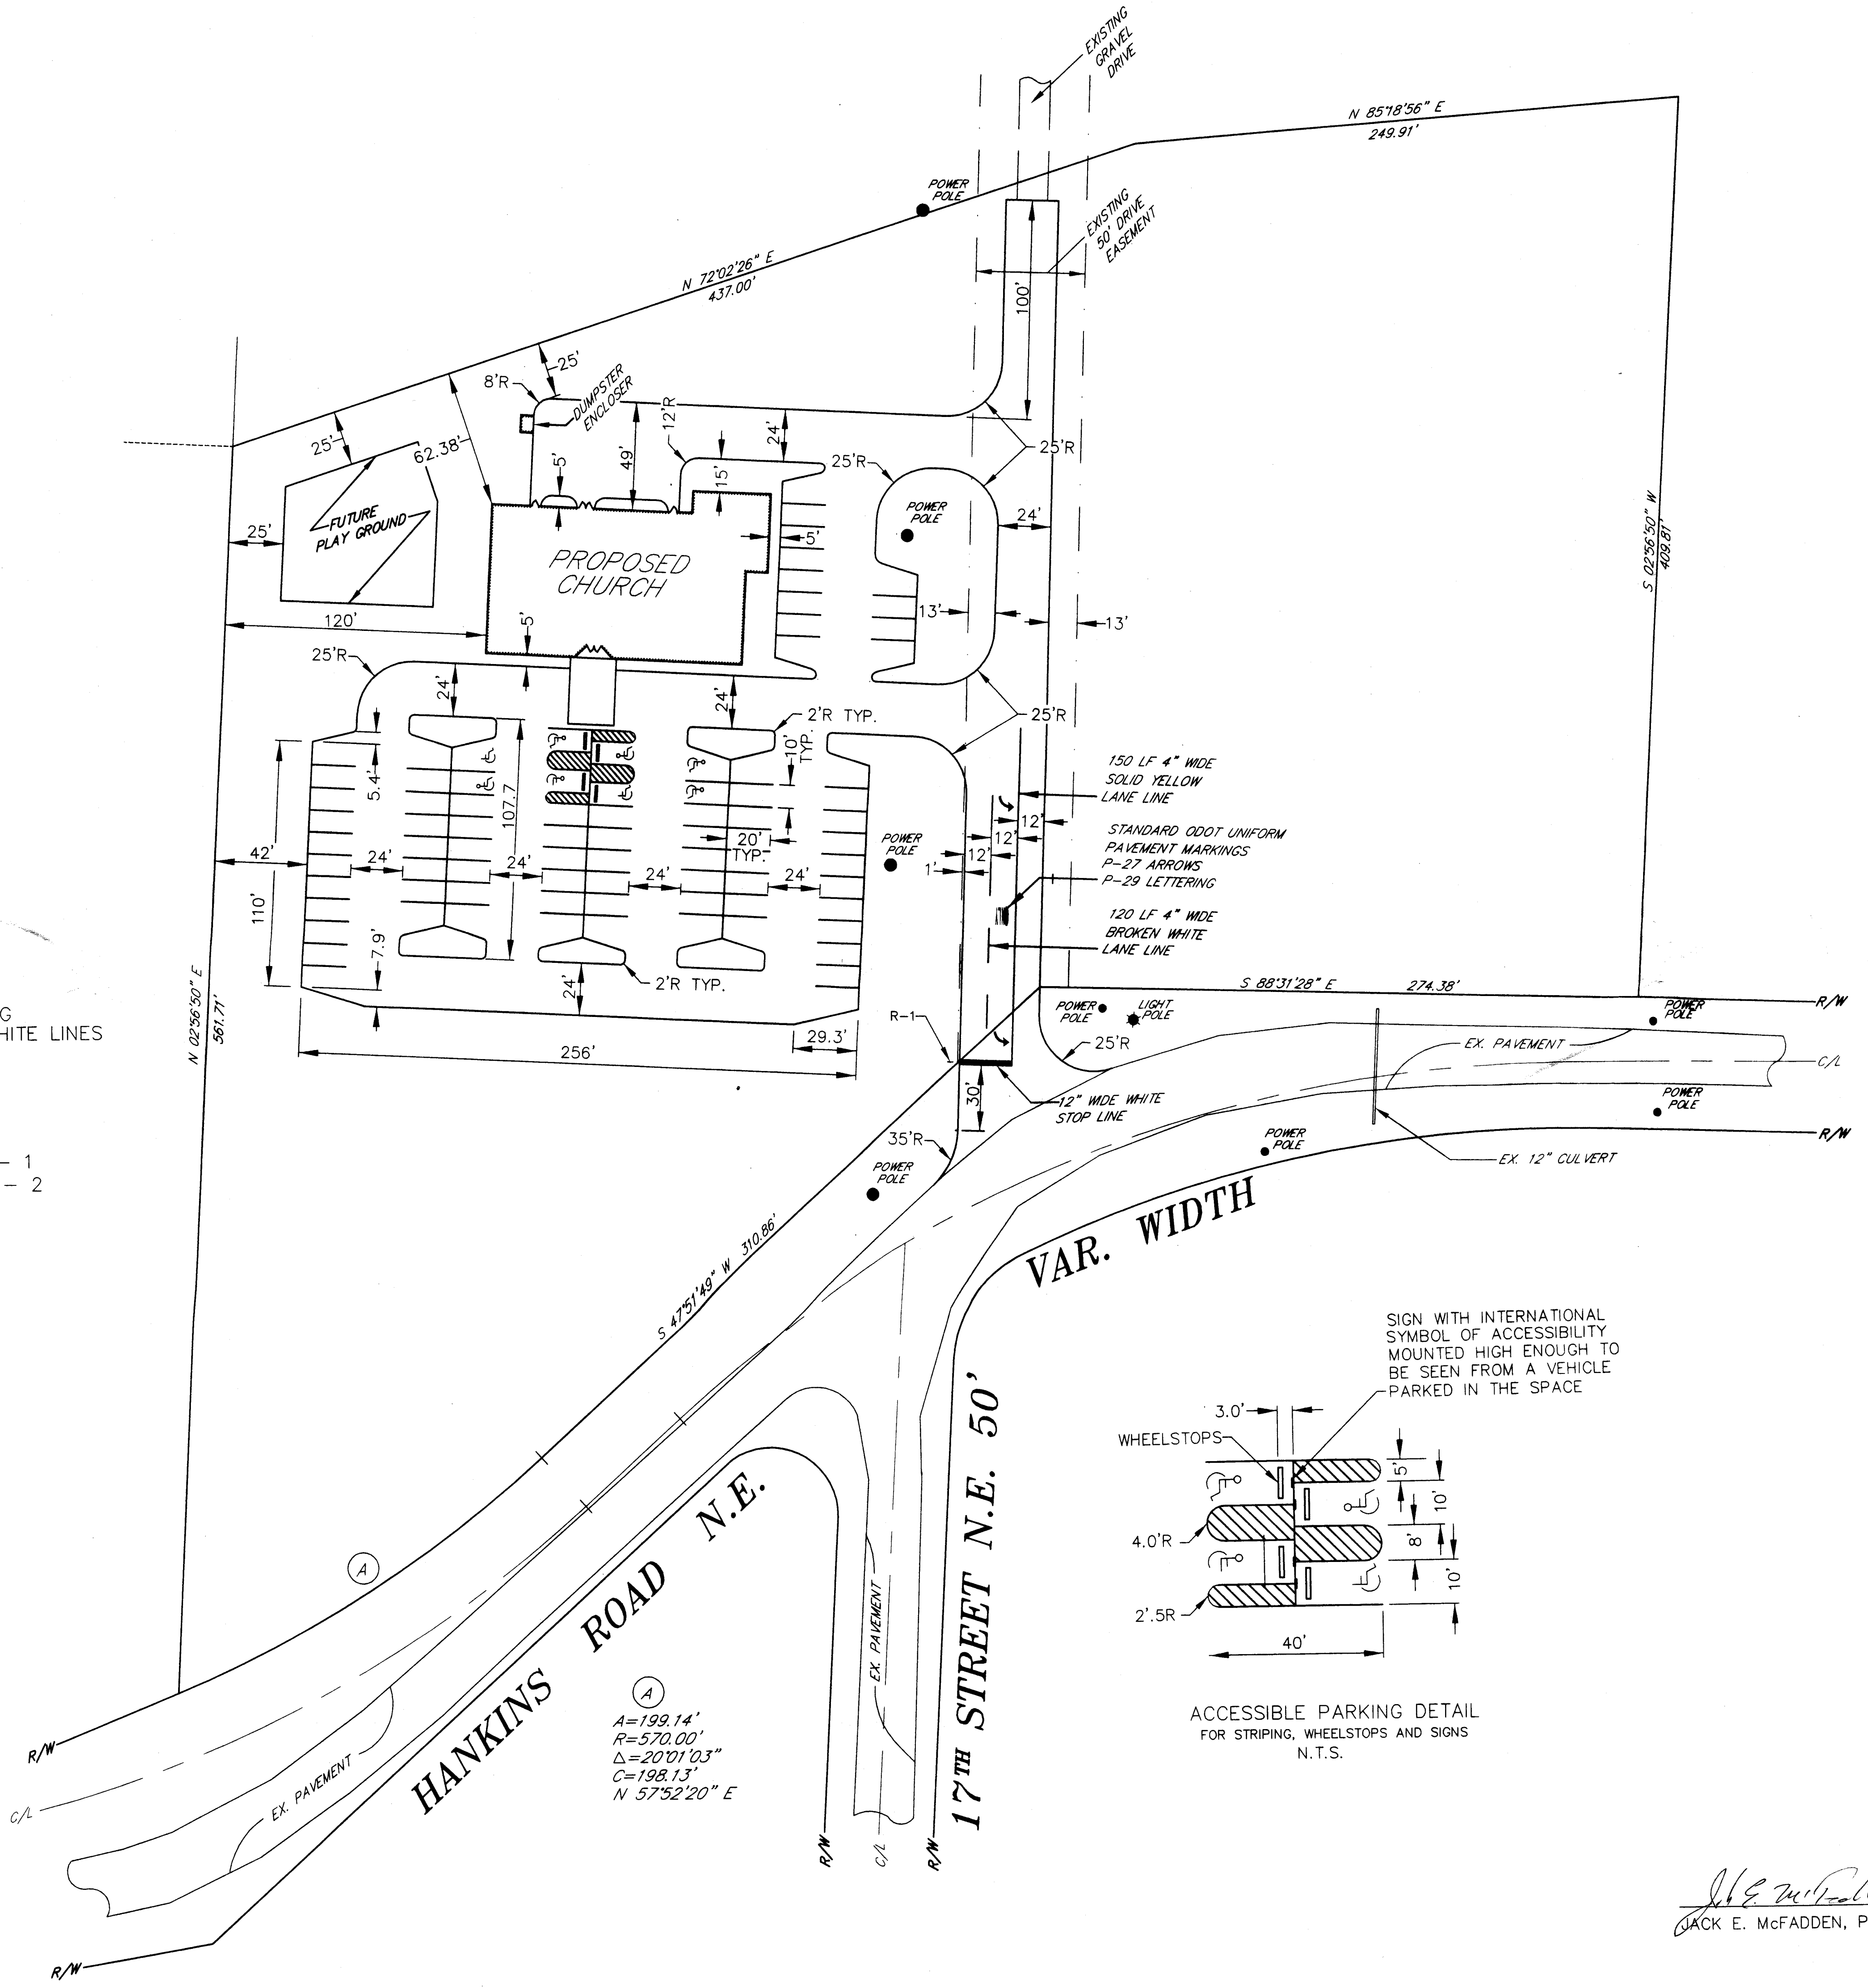 EXISTING
GRAVEL
DRIVE
N 85°18'56" E
249.91'
POWER
POLE
EXISTING
50' DRIVE
EASEMENT
N 72°02'26" E
437.00'
100'
25'
8'R
DUMPSTER
ENCLOSER
12'R
24'
25'
62.38'
49'
5'
15'
25'R
25'R
FUTURE
PLAY GROUND
25'
POWER
POLE
24'
S 02°56'50" W
409.81'
5'
PROPOSED
CHURCH
13'
13'
120'
5'
25'R
24'
24'
25'R
2'R TYP.
10'
TYP.
5.4'
107.7
150 LF 4" WIDE
SOLID YELLOW
LANE LINE
12'
12'
12'
1'
STANDARD ODOT UNIFORM
PAVEMENT MARKINGS
P-27 ARROWS
P-29 LETTERING
20'
TYP.
POWER
POLE
42'
24'
24'
24'
24'
110'
7.9'
120 LF 4" WIDE
BROKEN WHITE
LANE LINE
2'R TYP.
24'
S 88°31'28" E 274.38'
R/W
N 02°56'50" E
561.71'
G
HITE LINES
29.3'
256'
R-1
POWER
POLE
LIGHT
POLE
POWER
POLE
25'R
EX. PAVEMENT
C/L
30'
12" WIDE WHITE
STOP LINE
POWER
POLE
35'R
POWER
POLE
R/W
POWER
POLE
EX. 12" CULVERT
- 1
- 2
S 47°51'49" W 310.86'
VAR. WIDTH
SIGN WITH INTERNATIONAL
SYMBOL OF ACCESSIBILITY
MOUNTED HIGH ENOUGH TO
BE SEEN FROM A VEHICLE
PARKED IN THE SPACE
3.0'
WHEELSTOPS
5'
10'
4.0'R
8'
10'
2'.5R
40'
ACCESSIBLE PARKING DETAIL
FOR STRIPING, WHEELSTOPS AND SIGNS
N.T.S.
A
HANKINS ROAD N.E.
17TH STREET N.E. 50'
EX. PAVEMENT
A
A=199.14'
R=570.00'
Δ=20°01'03"
C=198.13'
N 57°52'20" E
R/W
C/L
EX. PAVEMENT
R/W
C/L
R/W
R/W
JACK E. McFADDEN, P